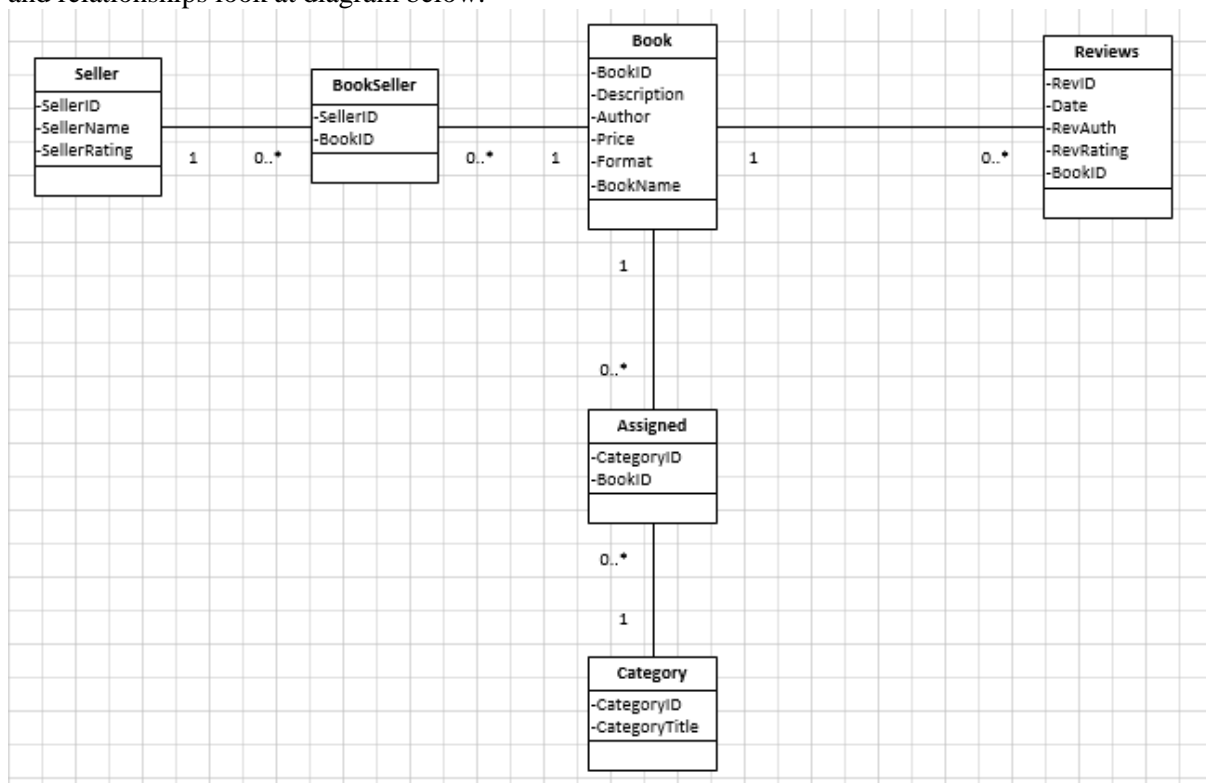 and relationships look at diagram below.
Seller
-SellerID
-SellerName
-SellerRating
1
0..*
BookSeller
-SellerID
-BookID
0..*
1
Book
-BookID
-Description
-Author
-Price
-Format
-BookName
1
0..*
Reviews
-RevID
-Date
-RevAuth
-RevRating
-BookID
1
0..*
Assigned
-CategoryID
-BookID
0..*
1
Category
-CategoryID
-CategoryTitle